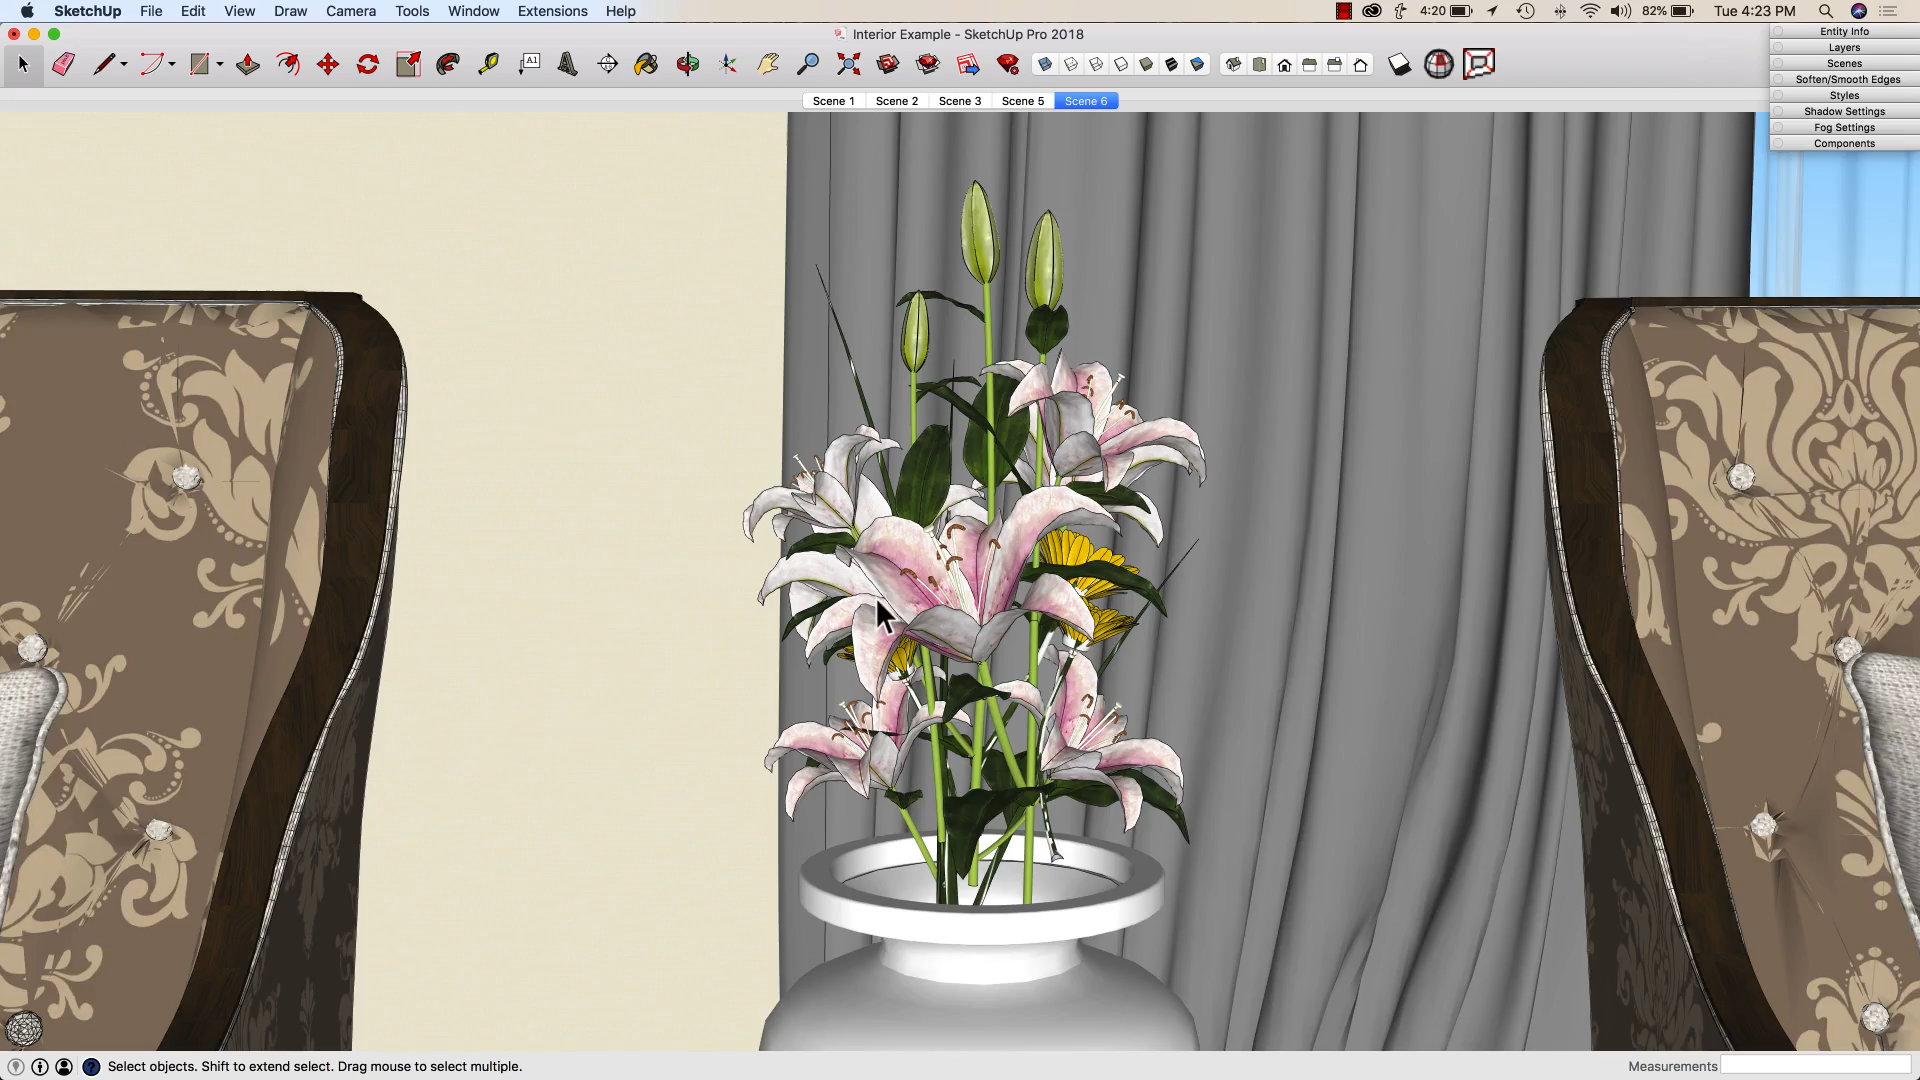 SketchUp File Edit View Draw Camera Tools Window Extensions Help 4:20 82% Tue 4:23 PM
Interior Example - SketchUp Pro 2018
A1
Scene 1 Scene 2 Scene 3 Scene 5 Scene 6
Entity Info
Layers
Scenes
Soften/Smooth Edges
Styles
Shadow Settings
Fog Settings
Components
Select objects. Shift to extend select. Drag mouse to select multiple. Measurements